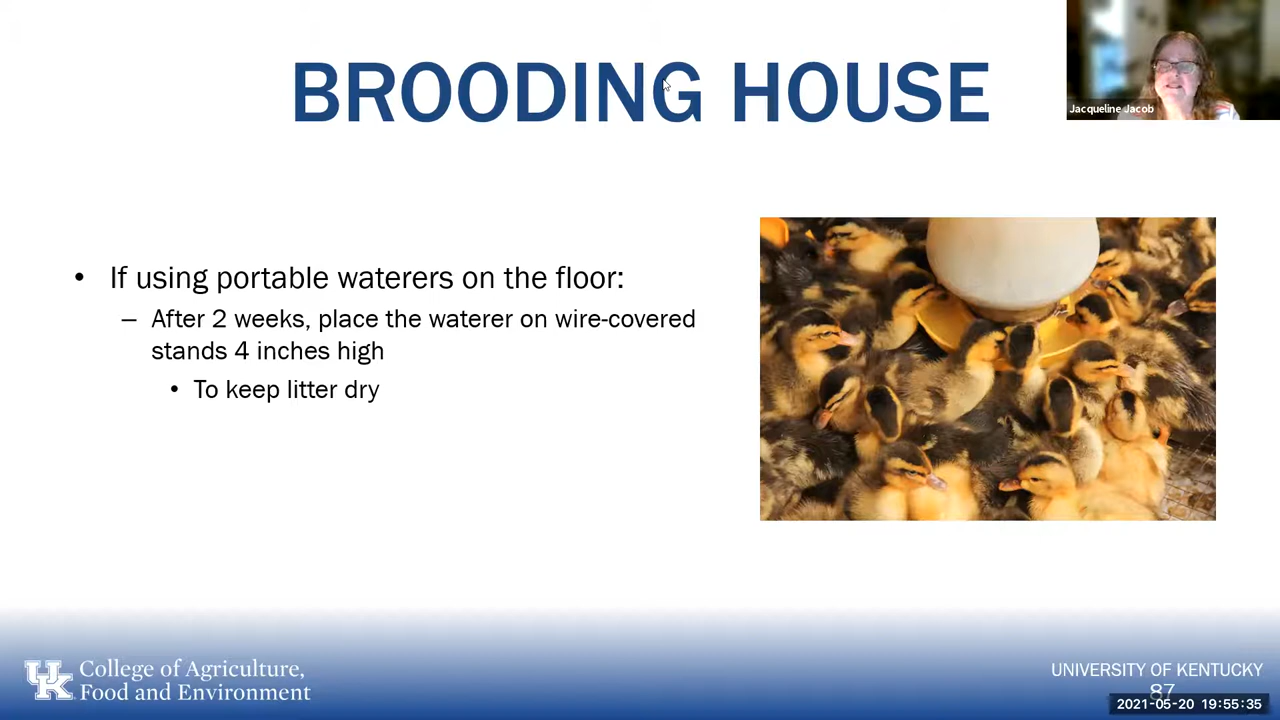 BROODING HOUSE
Jacqueline Jacob
• If using portable waterers on the floor:
– After 2 weeks, place the waterer on wire-covered
stands 4 inches high
• To keep litter dry
UK College of Agriculture,
Food and Environment
UNIVERSITY OF KENTUCKY
87
2021-05-20 19:55:35